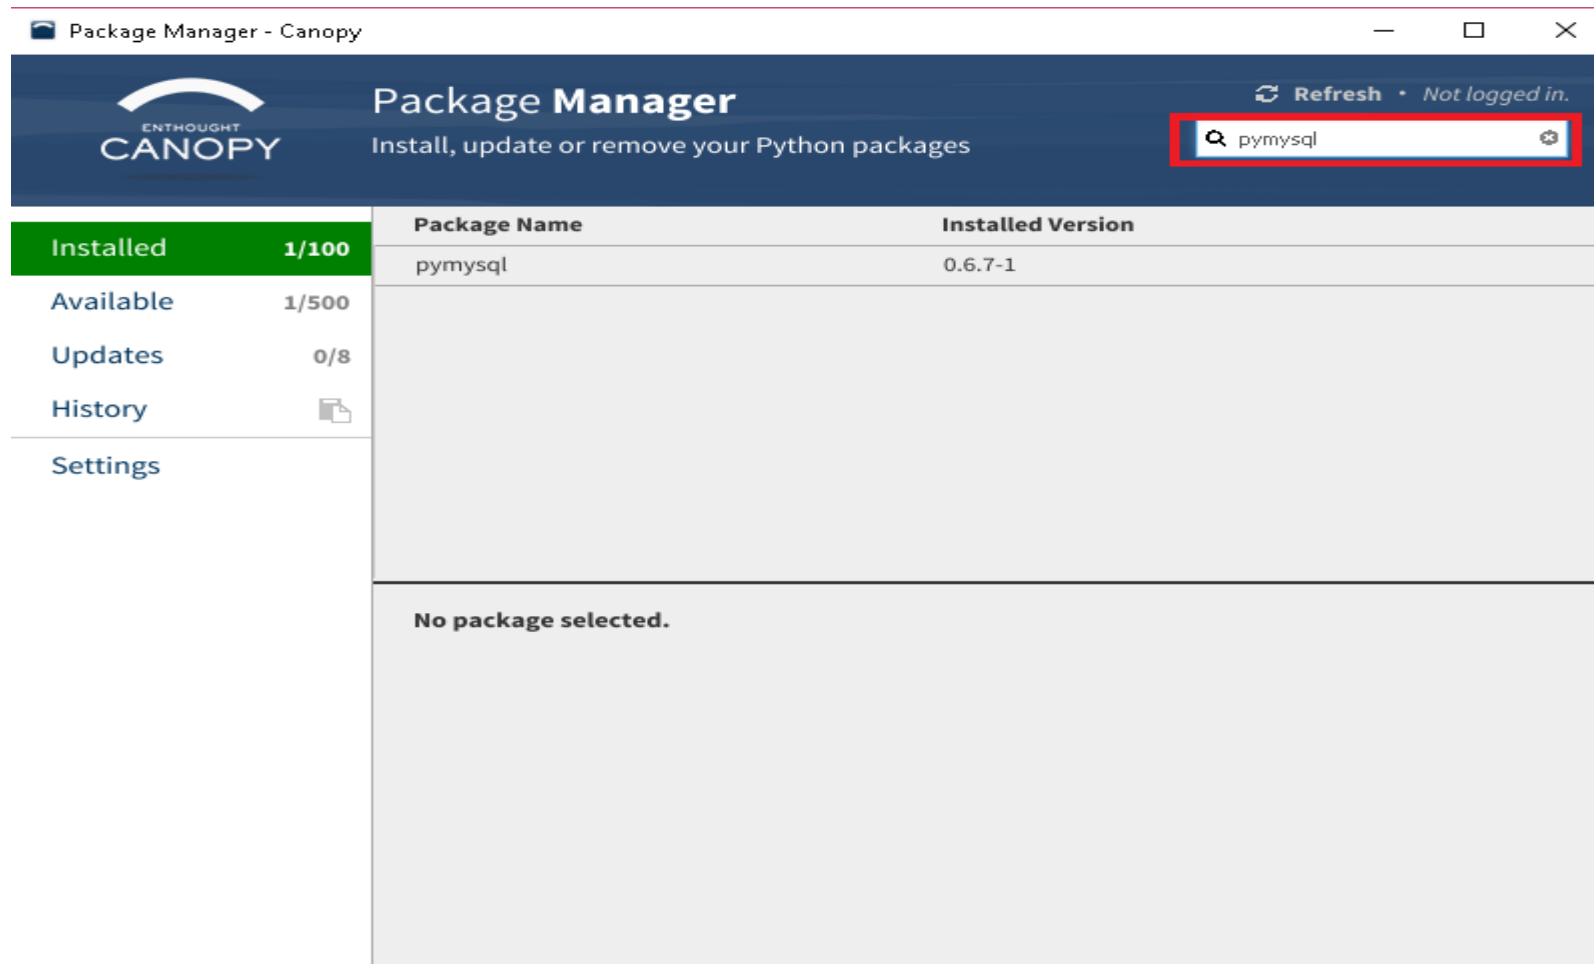 Package Manager - Canopy
ENTHOUGHT
CANOPY
Package Manager
Install, update or remove your Python packages
Refresh • Not logged in.
pymysql
Installed 1/100
Available 1/500
Updates 0/8
History
Settings
Package Name Installed Version
pymysql 0.6.7-1
No package selected.